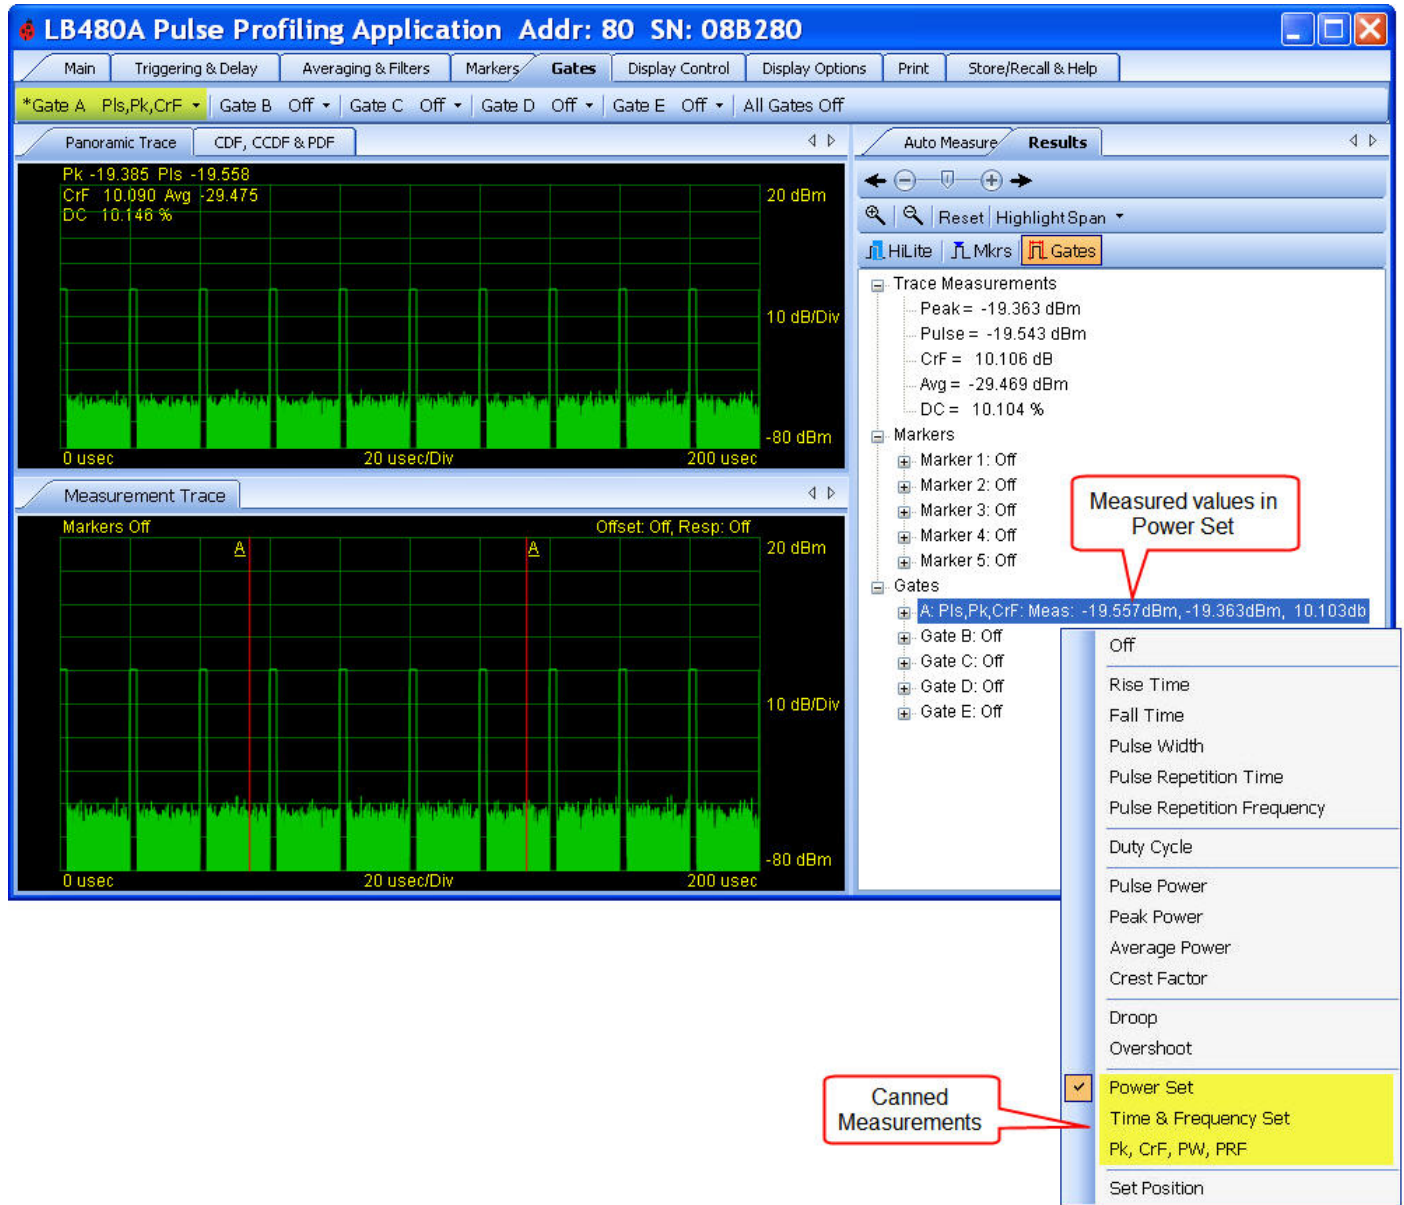 LB480A Pulse Profiling Application Addr: 80 SN: 08B280
Main Triggering & Delay Averaging & Filters Markers Gates Display Control Display Options Print Store/Recall & Help
*Gate A Pls,Pk,CrF Gate B Off Gate C Off Gate D Off Gate E Off All Gates Off
Panoramic Trace CDF, CCDF & PDF
Pk -19.385 Pls -19.558
CrF 10.090 Avg -29.475
DC 10.146 %
20 dBm
10 dB/Div
-80 dBm
0 usec 20 usec/Div 200 usec
Measurement Trace
Markers Off Offset: Off, Resp: Off
A A
20 dBm
10 dB/Div
-80 dBm
0 usec 20 usec/Div 200 usec
Auto Measure Results
Reset HighlightSpan
HiLite Mkrs Gates
Trace Measurements
Peak = -19.363 dBm
Pulse = -19.543 dBm
CrF = 10.106 dB
Avg = -29.469 dBm
DC = 10.104 %
Markers
Marker 1: Off
Marker 2: Off
Marker 3: Off
Marker 4: Off
Marker 5: Off
Measured values in
Power Set
Gates
A: Pls,Pk,CrF: Meas: -19.557dBm,-19.363dBm, 10.103db
Gate B: Off
Gate C: Off
Gate D: Off
Gate E: Off
Off
Rise Time
Fall Time
Pulse Width
Pulse Repetition Time
Pulse Repetition Frequency
Duty Cycle
Pulse Power
Peak Power
Average Power
Crest Factor
Droop
Overshoot
Power Set
Time & Frequency Set
Pk, CrF, PW, PRF
Set Position
Canned
Measurements